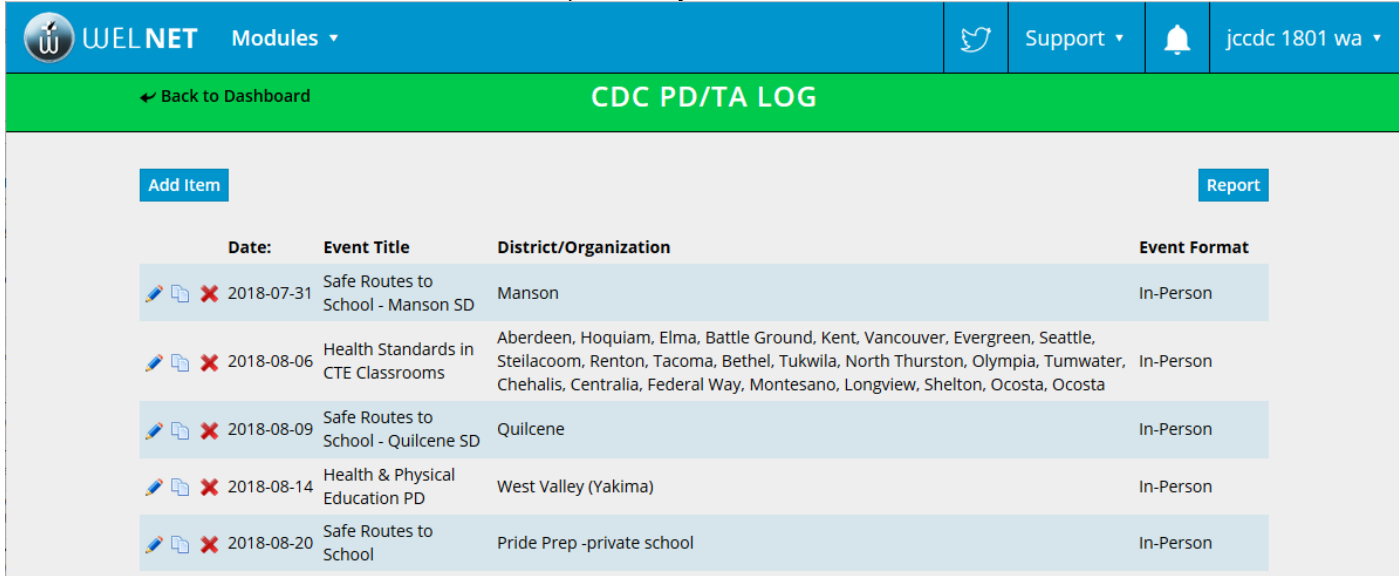 WELNET Modules ▾ Support ▾ jccdc 1801 wa ▾
Back to Dashboard CDC PD/TA LOG
Add Item Report
Date: Event Title District/Organization Event Format
2018-07-31 Safe Routes to
School - Manson SD Manson In-Person
2018-08-06 Health Standards in
CTE Classrooms Aberdeen, Hoquiam, Elma, Battle Ground, Kent, Vancouver, Evergreen, Seattle,
Steilacoom, Renton, Tacoma, Bethel, Tukwila, North Thurston, Olympia, Tumwater,
Chehalis, Centralia, Federal Way, Montesano, Longview, Shelton, Ocosta, Ocosta In-Person
2018-08-09 Safe Routes to
School - Quilcene SD Quilcene In-Person
2018-08-14 Health & Physical
Education PD West Valley (Yakima) In-Person
2018-08-20 Safe Routes to
School Pride Prep -private school In-Person